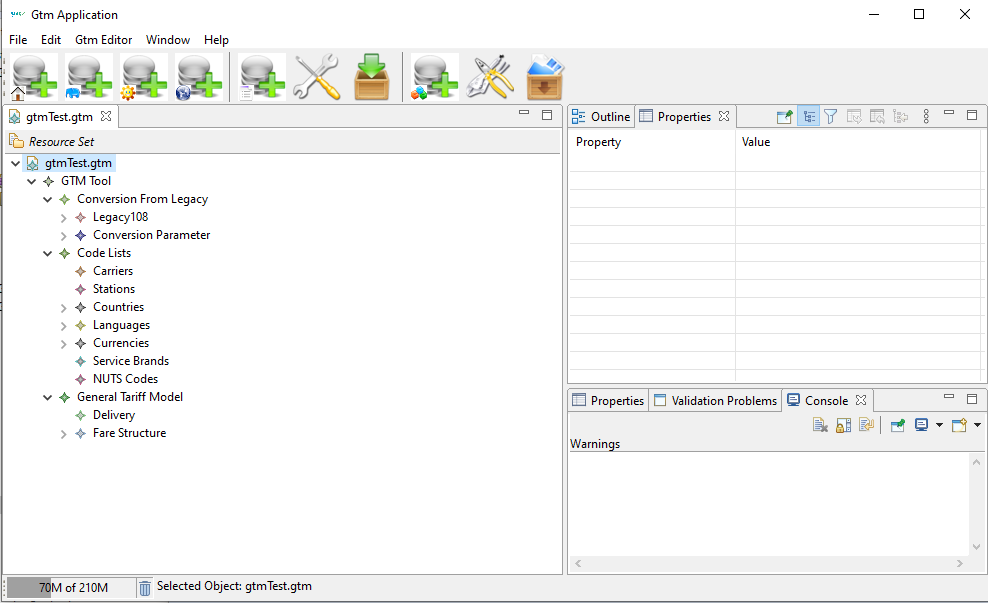 Gtm Application
File Edit Gtm Editor Window Help
gtmTest.gtm
Resource Set
gtmTest.gtm
GTM Tool
Conversion From Legacy
Legacy108
Conversion Parameter
Code Lists
Carriers
Stations
Countries
Languages
Currencies
Service Brands
NUTS Codes
General Tariff Model
Delivery
Fare Structure
Outline Properties
Property Value
Properties Validation Problems Console
Warnings
70M of 210M Selected Object: gtmTest.gtm